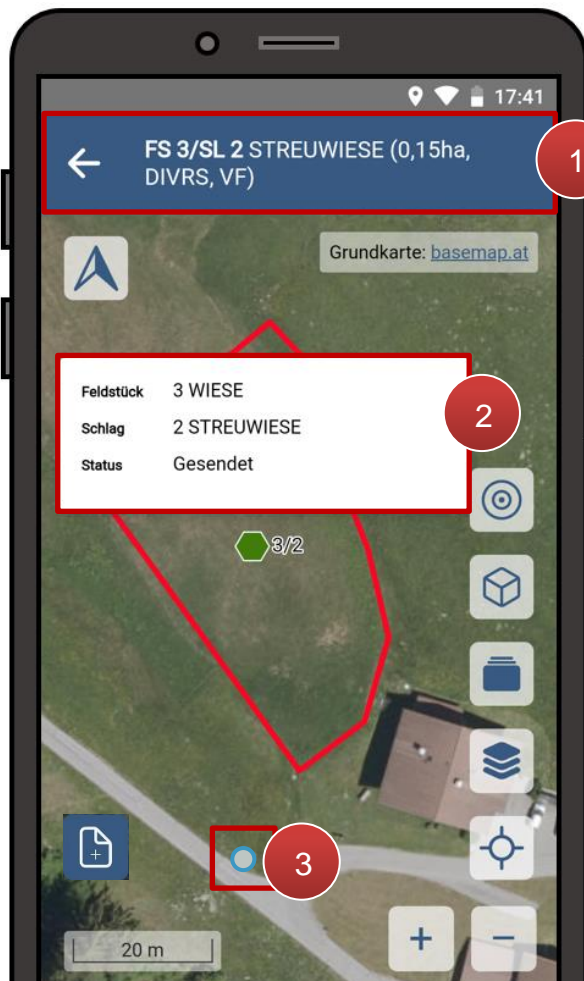 17:41
FS 3/SL 2 STREUWIESE (0,15ha,
DIVRS, VF)
1
Grundkarte: basemap.at
Feldstück 3 WIESE
Schlag 2 STREUWIESE
Status Gesendet
2
3/2
3
20 m